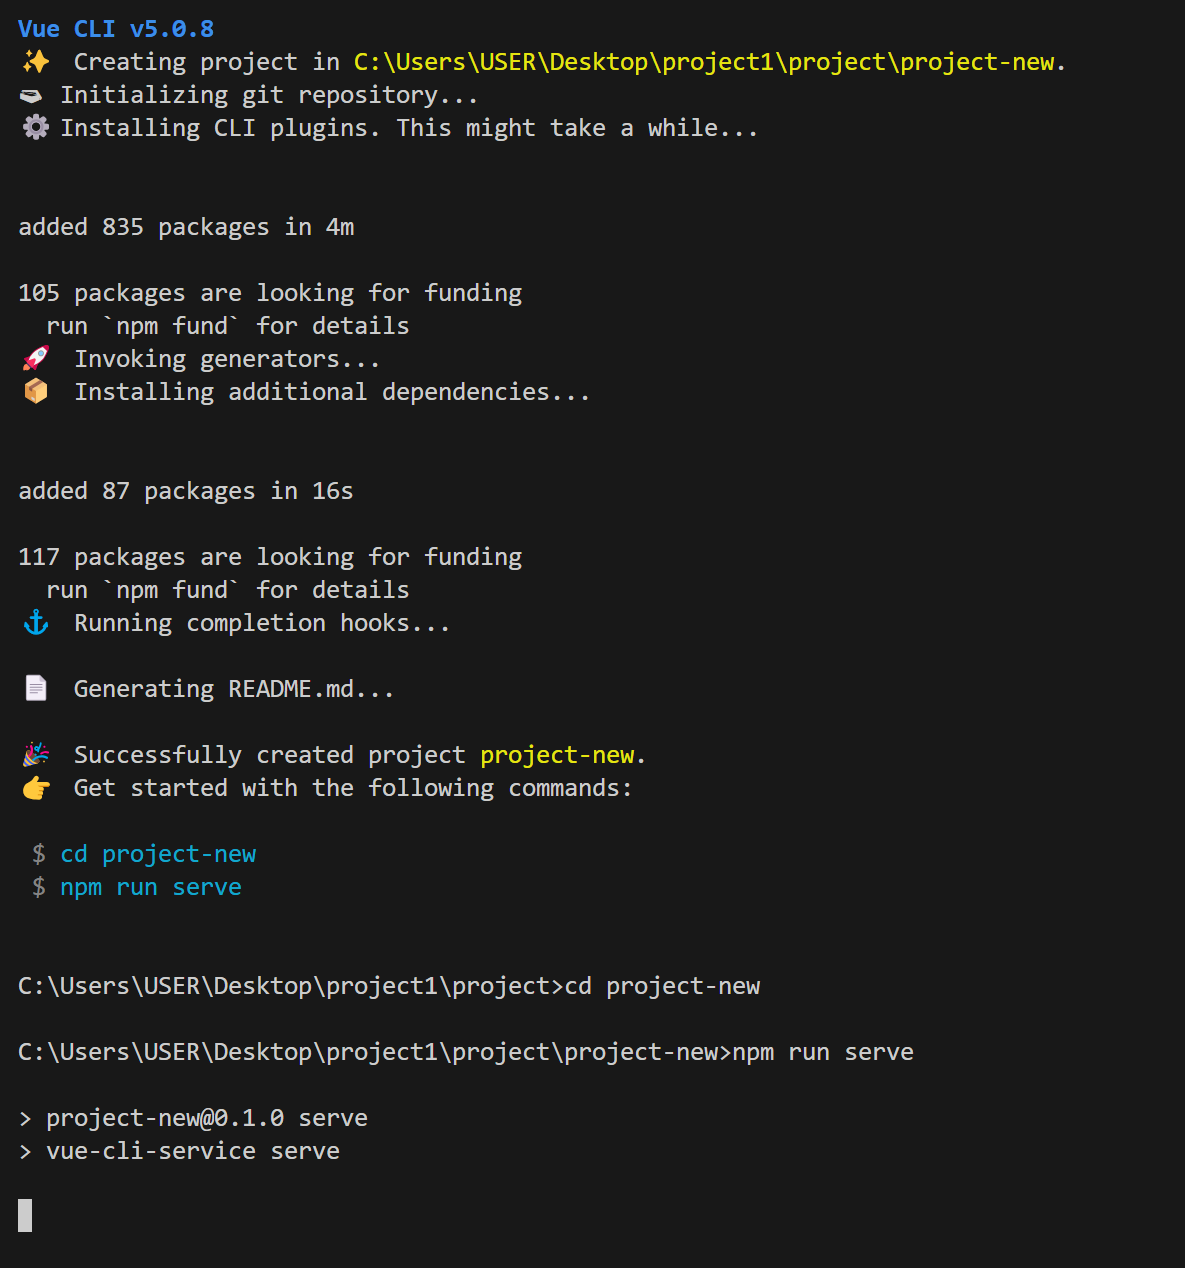 Vue CLI v5.0.8
✨ Creating project in C:\Users\USER\Desktop\project1\project\project-new.
Initializing git repository...
⚙ Installing CLI plugins. This might take a while...
added 835 packages in 4m
105 packages are looking for funding
run `npm fund` for details
🚀 Invoking generators...
📦 Installing additional dependencies...
added 87 packages in 16s
117 packages are looking for funding
run `npm fund` for details
⚓ Running completion hooks...
📄 Generating README.md...
🎉 Successfully created project project-new.
👉 Get started with the following commands:
$ cd project-new
$ npm run serve
C:\Users\USER\Desktop\project1\project>cd project-new
C:\Users\USER\Desktop\project1\project\project-new>npm run serve
> project-new@0.1.0 serve
> vue-cli-service serve